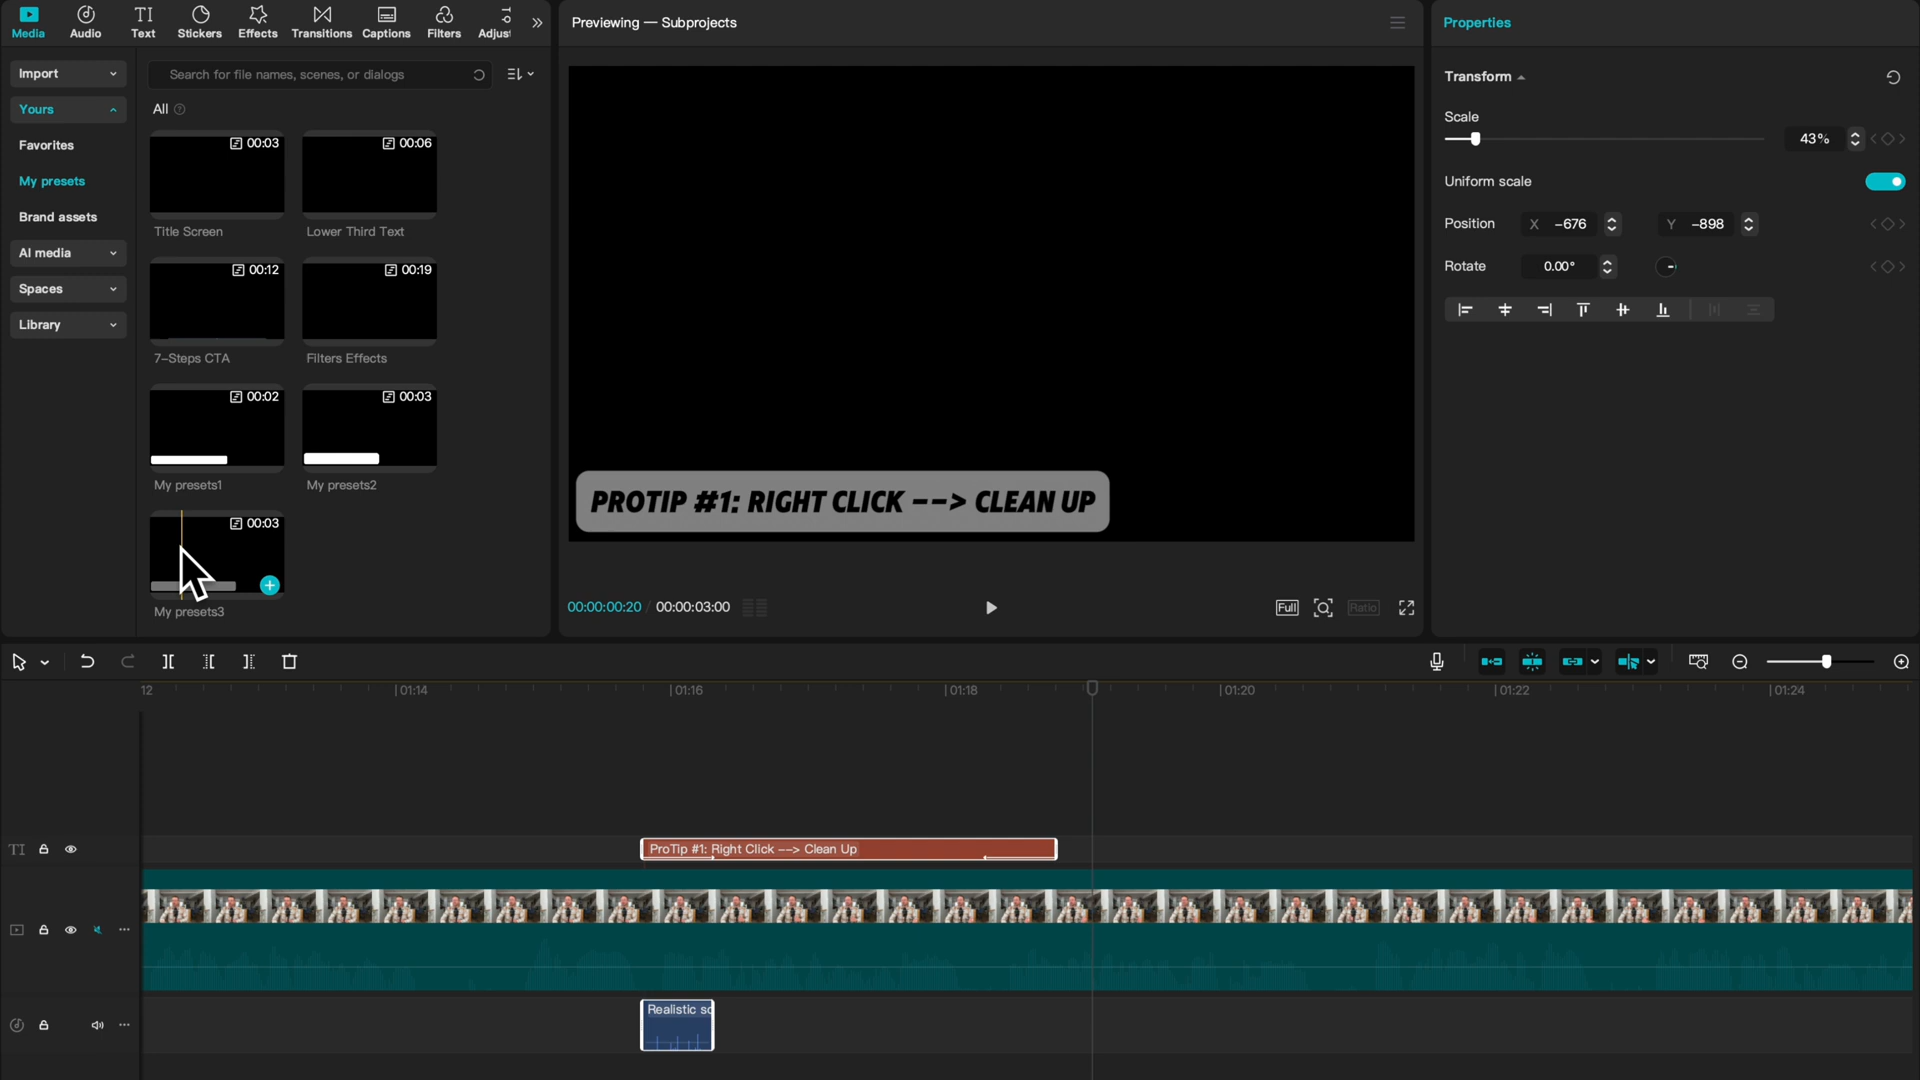 Media
Audio
Text
Stickers
Effects
Transitions
Captions
Filters
Adjust
Import
Yours
Favorites
My presets
Brand assets
AI media
Spaces
Library
Search for file names, scenes, or dialogs
All
00:03
00:06
Title Screen
Lower Third Text
00:12
00:19
7-Steps CTA
Filters Effects
00:02
00:03
My presets1
My presets2
00:03
My presets3
Previewing — Subprojects
PROTIP #1: RIGHT CLICK --> CLEAN UP
00:00:00:20 / 00:00:03:00
Full
Ratio
Properties
Transform
Scale
43%
Uniform scale
Position X -676 Y -898
Rotate 0.00°
12 01:14 01:16 01:18 01:20 01:22 01:24
TI
ProTip #1: Right Click --> Clean Up
Realistic sc